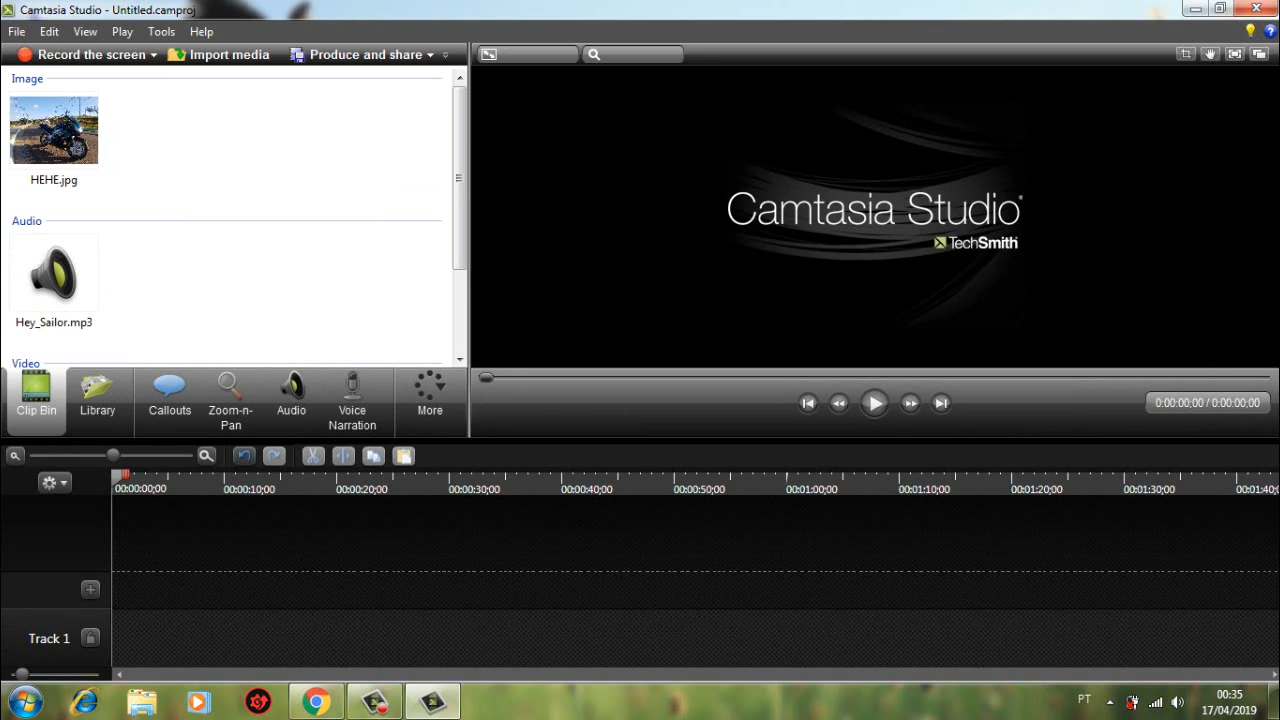 Camtasia Studio - Untitled.camproj
File Edit View Play Tools Help
Record the screen Import media Produce and share
Image
HEHE.jpg
Audio
Hey_Sailor.mp3
Video
Camtasia Studio®
TechSmith
Clip Bin Library Callouts Zoom-n-Pan Audio Voice Narration More
0:00:00;00 / 0:00:00;00
00:00:00;00 00:00:10;00 00:00:20;00 00:00:30;00 00:00:40;00 00:00:50;00 00:01:00;00 00:01:10;00 00:01:20;00 00:01:30;00 00:01:40;0
Track 1
PT 00:35
17/04/2019